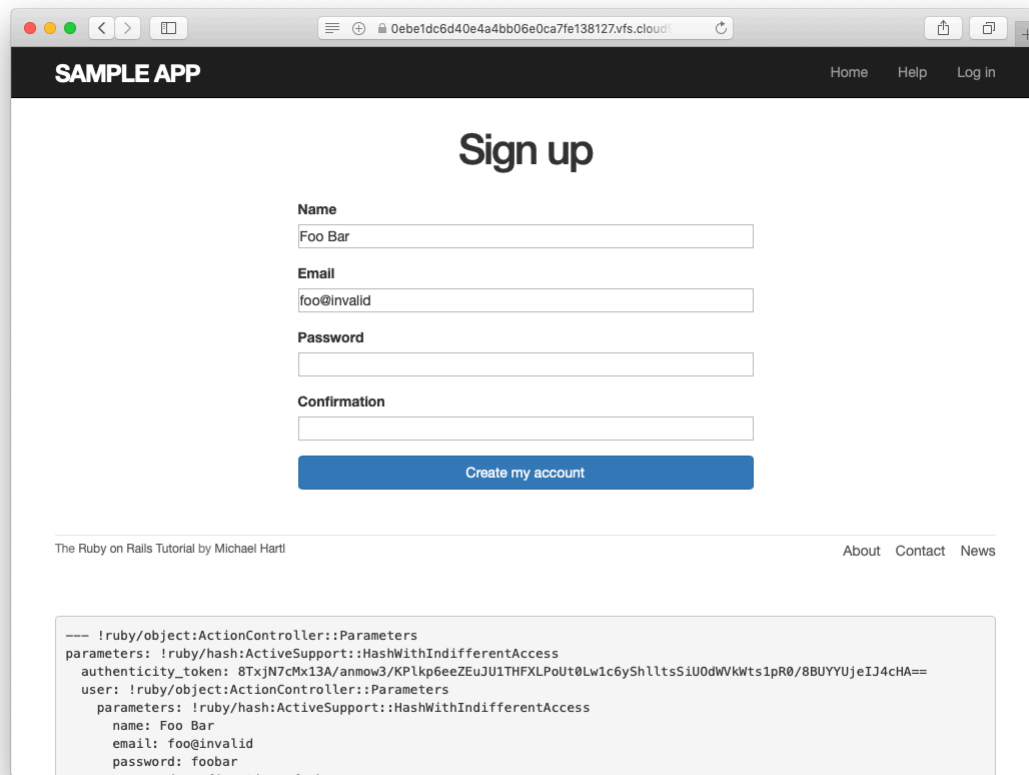 0ebe1dc6d40e4a4bb06e0ca7fe138127.vfs.cloud
SAMPLE APP
Home Help Log in
Sign up
Name
Foo Bar
Email
foo@invalid
Password
Confirmation
Create my account
The Ruby on Rails Tutorial by Michael Hartl
About Contact News
--- !ruby/object:ActionController::Parameters
parameters: !ruby/hash:ActiveSupport::HashWithIndifferentAccess
authenticity_token: 8TxjN7cMx13A/anmow3/KPlkp6eeZEuJU1THFXLPoUt0Lw1c6yShlltsSiUOdWVkWts1pR0/8BUYYUjeIJ4cHA==
user: !ruby/object:ActionController::Parameters
parameters: !ruby/hash:ActiveSupport::HashWithIndifferentAccess
name: Foo Bar
email: foo@invalid
password: foobar